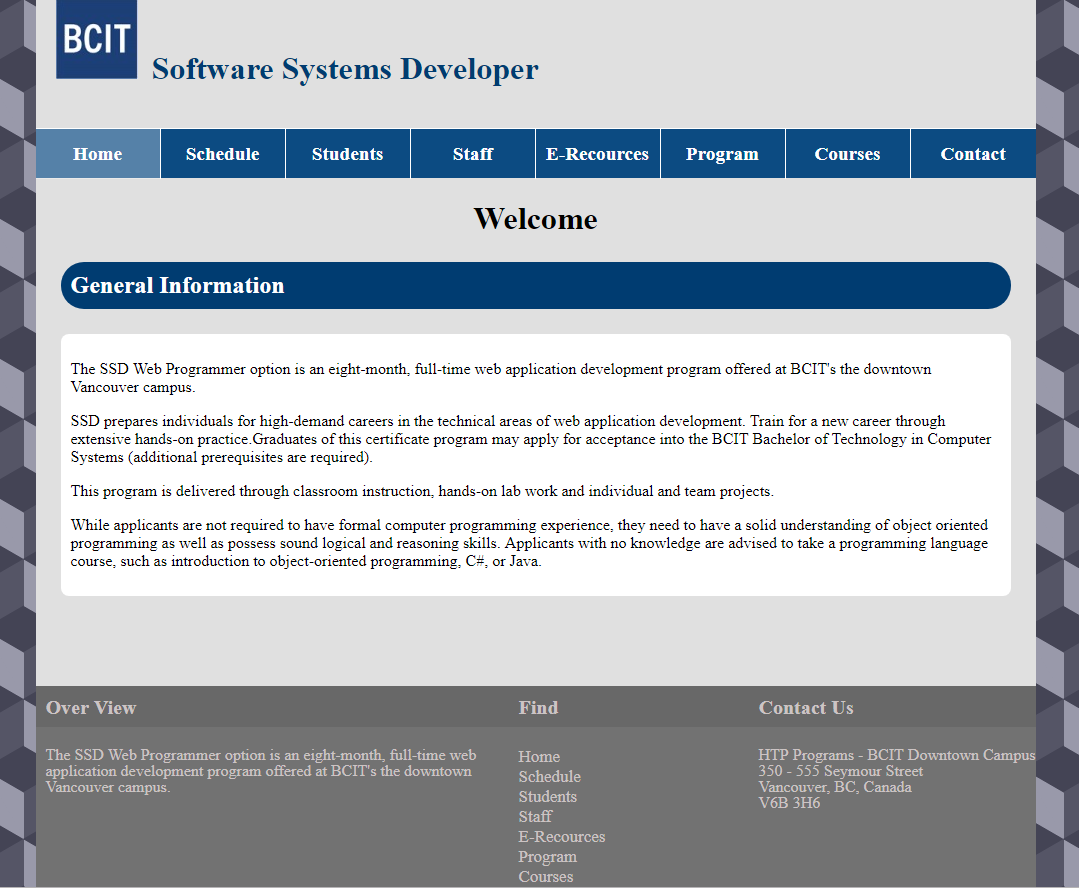 BCIT
Software Systems Developer
Home Schedule Students Staff E-Recources Program Courses Contact
Welcome
General Information
The SSD Web Programmer option is an eight-month, full-time web application development program offered at BCIT's the downtown
Vancouver campus.
SSD prepares individuals for high-demand careers in the technical areas of web application development. Train for a new career through
extensive hands-on practice.Graduates of this certificate program may apply for acceptance into the BCIT Bachelor of Technology in Computer
Systems (additional prerequisites are required).
This program is delivered through classroom instruction, hands-on lab work and individual and team projects.
While applicants are not required to have formal computer programming experience, they need to have a solid understanding of object oriented
programming as well as possess sound logical and reasoning skills. Applicants with no knowledge are advised to take a programming language
course, such as introduction to object-oriented programming, C#, or Java.
Over View
The SSD Web Programmer option is an eight-month, full-time web
application development program offered at BCIT's the downtown
Vancouver campus.
Find
Home
Schedule
Students
Staff
E-Recources
Program
Courses
Contact Us
HTP Programs - BCIT Downtown Campus
350 - 555 Seymour Street
Vancouver, BC, Canada
V6B 3H6